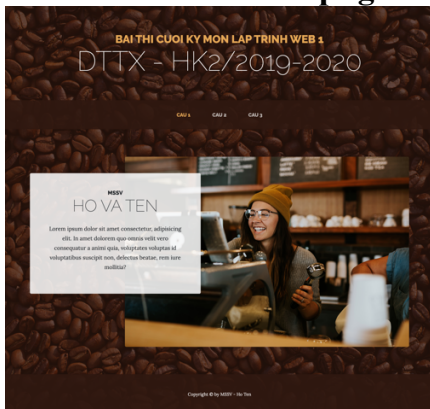 BAI THI CUOI KY MON LAP TRINH WEB 1
DTTX - HK2/2019-2020
CAU 1 CAU 2 CAU 3
MSSV
HO VA TEN
Lorem ipsum dolor sit amet consectetur, adipisicing
elit. In amet dolorem quo omnis velit vero
consequatur a animi quia, voluptates voluptas id
voluptatibus suscipit non, delectus beatae, rem iure
mollitia?
Copyright © by MSSV - Ho Ten